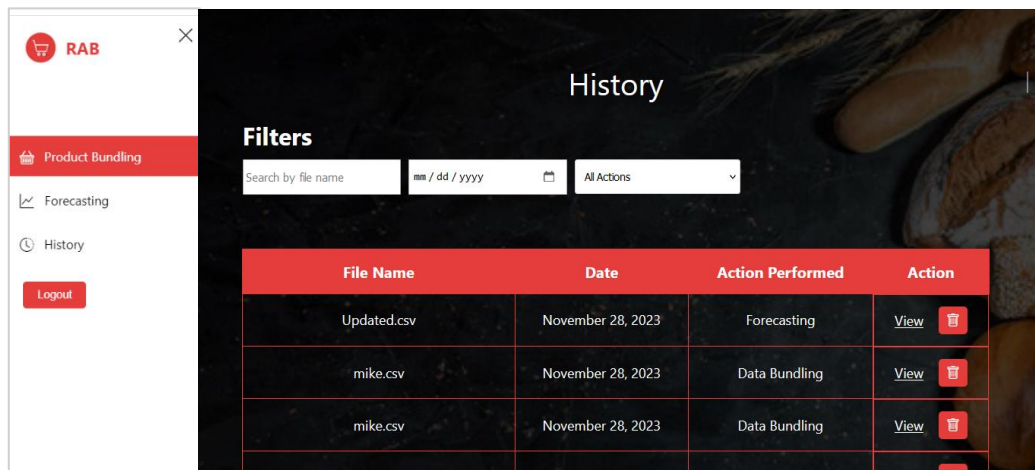 RAB
Product Bundling
Forecasting
History
Logout
History
Filters
Search by file name mm / dd / yyyy All Actions
File Name Date Action Performed Action
Updated.csv November 28, 2023 Forecasting View
mike.csv November 28, 2023 Data Bundling View
mike.csv November 28, 2023 Data Bundling View